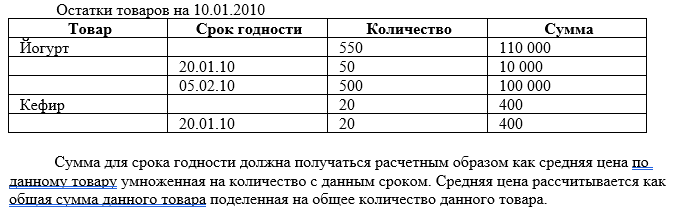 Остатки товаров на 10.01.2010
Товар Срок годности Количество Сумма
Йогурт 550 110 000
20.01.10 50 10 000
05.02.10 500 100 000
Кефир 20 400
20.01.10 20 400
Сумма для срока годности должна получаться расчетным образом как средняя цена по
данному товару умноженная на количество с данным сроком. Средняя цена рассчитывается как
общая сумма данного товара поделенная на общее количество данного товара.